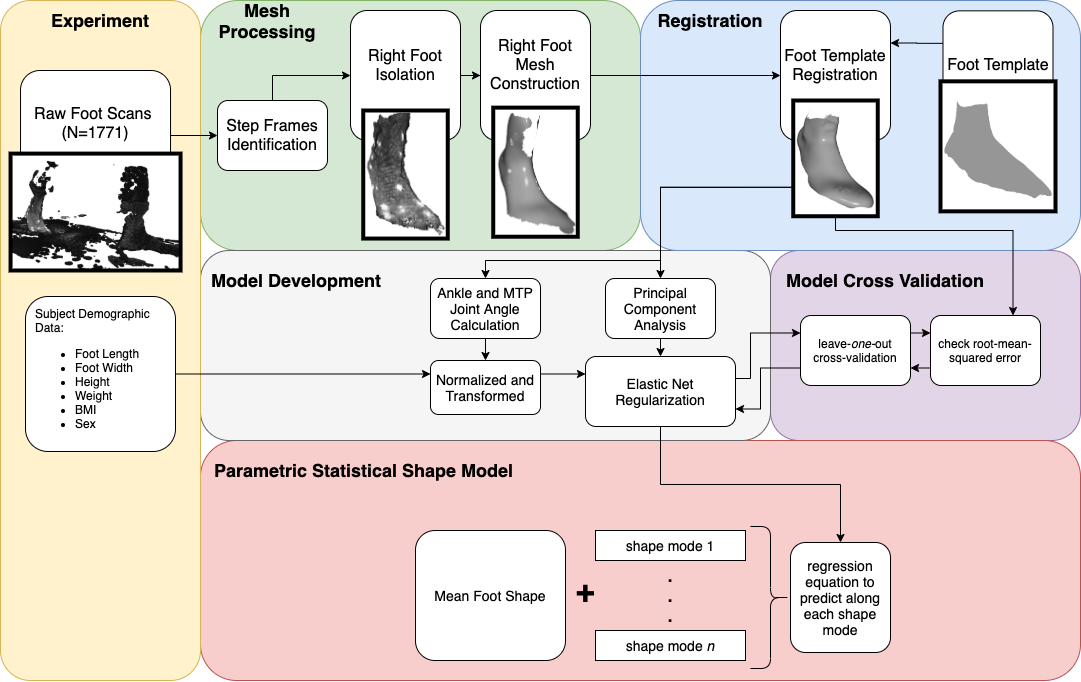 Experiment
Raw Foot Scans
(N=1771)
Subject Demographic
Data:
• Foot Length
• Foot Width
• Height
• Weight
• BMI
• Sex
Mesh
Processing
Step Frames
Identification
Right Foot
Isolation
Right Foot
Mesh
Construction
Registration
Foot Template
Registration
Foot Template
Model Development
Ankle and MTP
Joint Angle
Calculation
Principal
Component
Analysis
Normalized and
Transformed
Elastic Net
Regularization
Model Cross Validation
leave-one-out
cross-validation
check root-mean-
squared error
Parametric Statistical Shape Model
Mean Foot Shape
+
shape mode 1
.
.
.
shape mode n
regression
equation to
predict along
each shape
mode